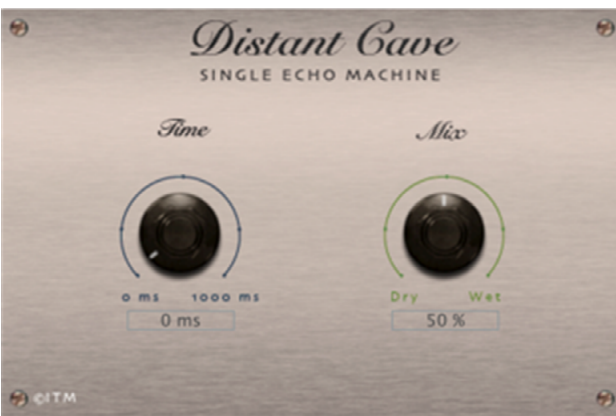 Distant Cave
SINGLE ECHO MACHINE
Time
Mix
0 ms
1000 ms
Dry
Wet
0 ms
50 %
©ITM